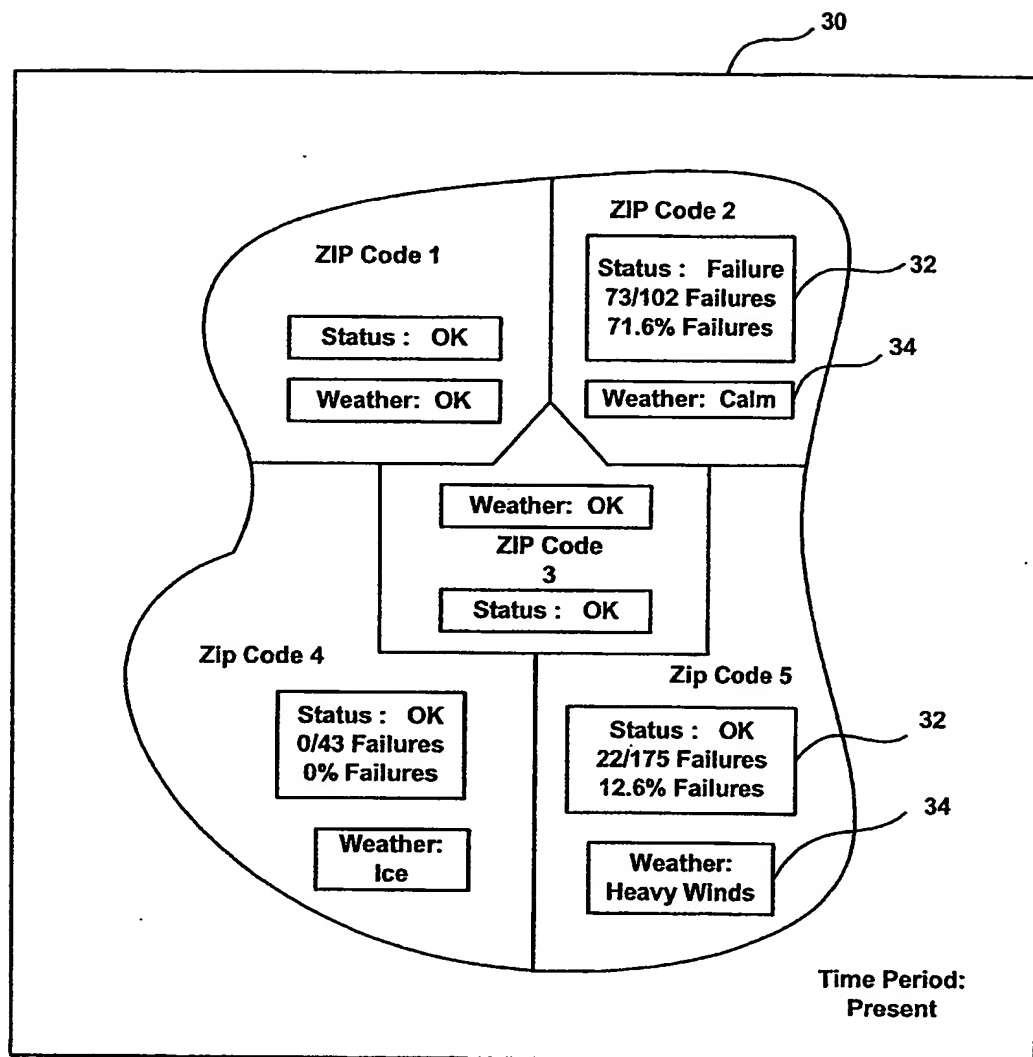 30
ZIP Code 1
Status : OK
Weather: OK
ZIP Code 2
Status : Failure
73/102 Failures
71.6% Failures
32
Weather: Calm
34
Weather: OK
ZIP Code
3
Status : OK
Zip Code 4
Status : OK
0/43 Failures
0% Failures
Weather:
Ice
Zip Code 5
Status : OK
22/175 Failures
12.6% Failures
32
Weather:
Heavy Winds
34
Time Period:
Present